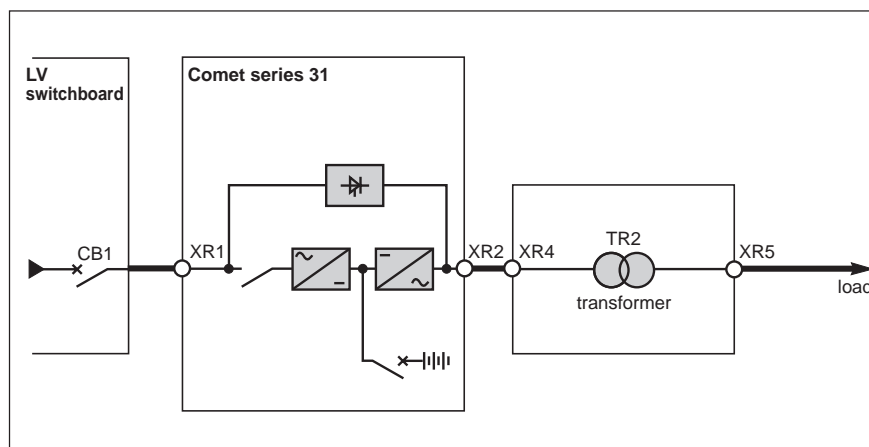 LV
switchboard
Comet series 31
CB1
XR1
XR2
XR4
TR2
XR5
transformer
load